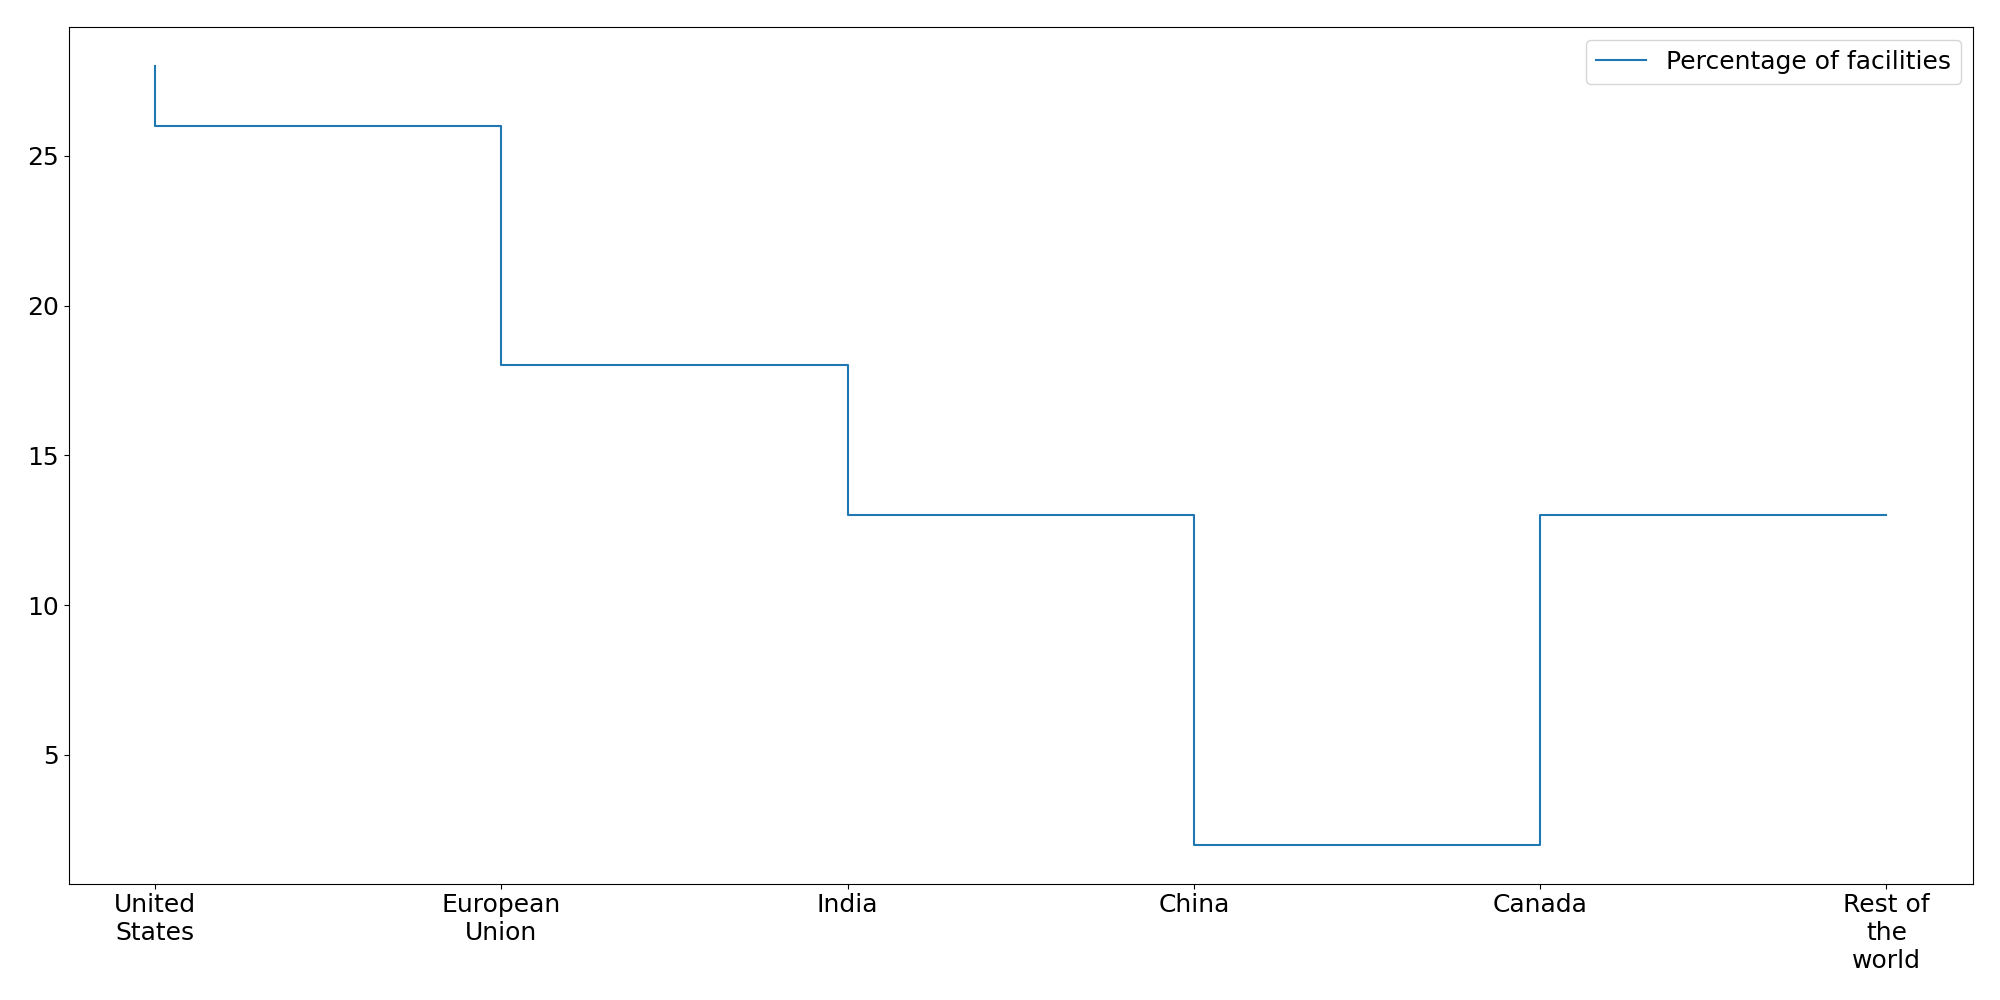 Percentage of facilities
25
20
15
10
5
United
States
European
Union
India
China
Canada
Rest of
the
world